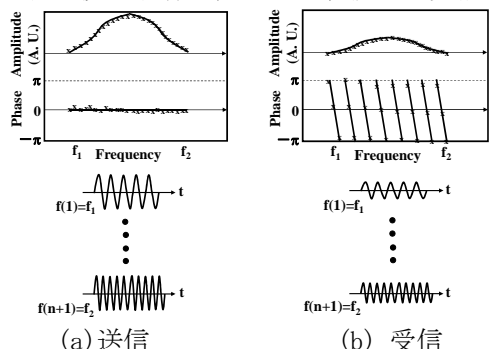 Amplitude
(A. U.)
π
Phase
0
−π
f₁ Frequency f₂
t
f(1)=f₁
t
f(n+1)=f₂
(a)送信
Amplitude
(A. U.)
π
Phase
0
−π
f₁ Frequency f₂
t
f(1)=f₁
t
f(n+1)=f₂
(b) 受信